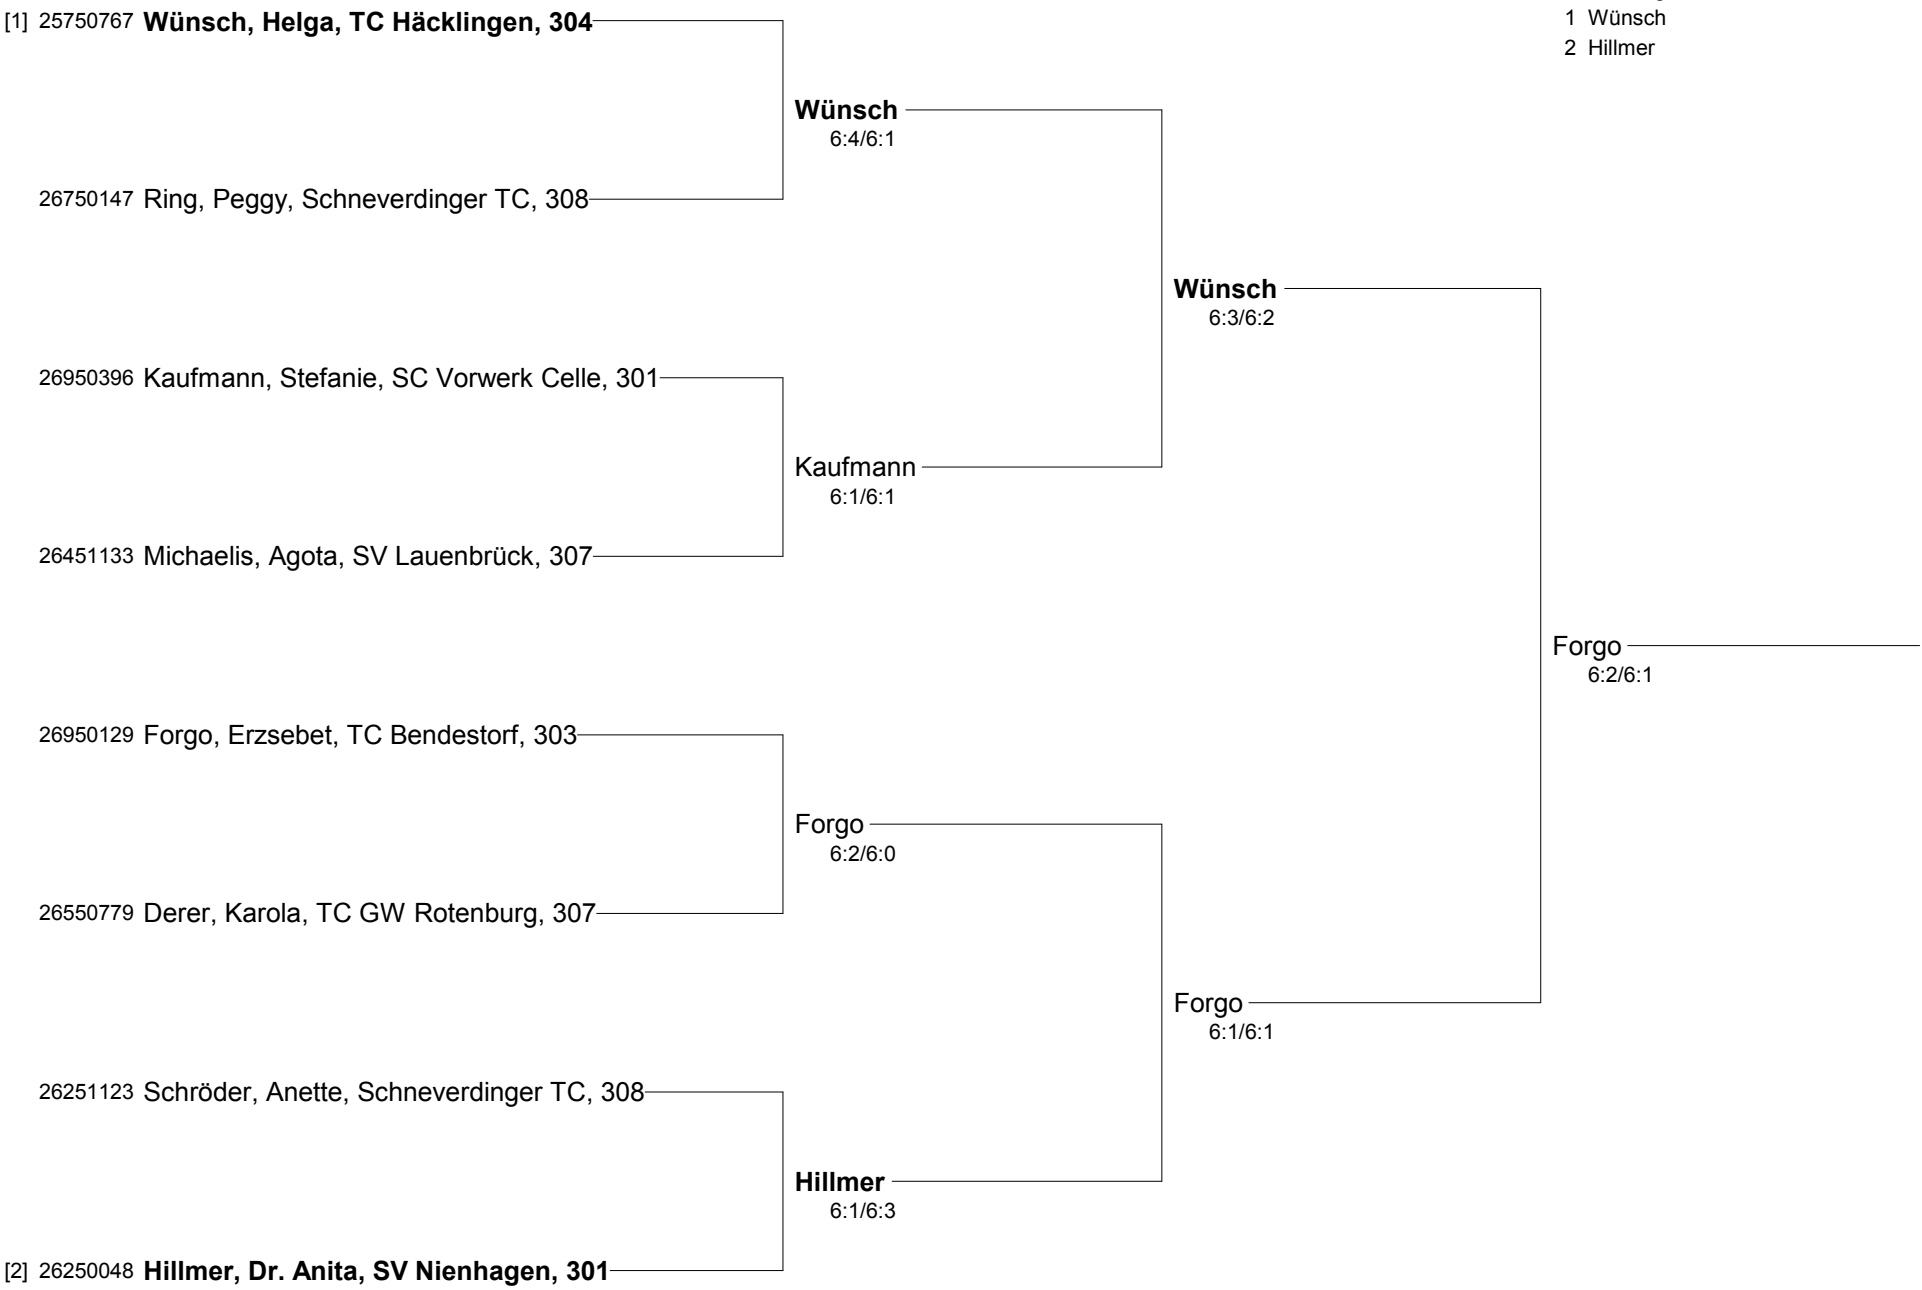 [1] 25750767 Wünsch, Helga, TC Häcklingen, 304
1 Wünsch
2 Hillmer
Wünsch
6:4/6:1
26750147 Ring, Peggy, Schneverdinger TC, 308
Wünsch
6:3/6:2
26950396 Kaufmann, Stefanie, SC Vorwerk Celle, 301
Kaufmann
6:1/6:1
26451133 Michaelis, Agota, SV Lauenbrück, 307
Forgo
6:2/6:1
26950129 Forgo, Erzsebet, TC Bendestorf, 303
Forgo
6:2/6:0
26550779 Derer, Karola, TC GW Rotenburg, 307
Forgo
6:1/6:1
26251123 Schröder, Anette, Schneverdinger TC, 308
Hillmer
6:1/6:3
[2] 26250048 Hillmer, Dr. Anita, SV Nienhagen, 301